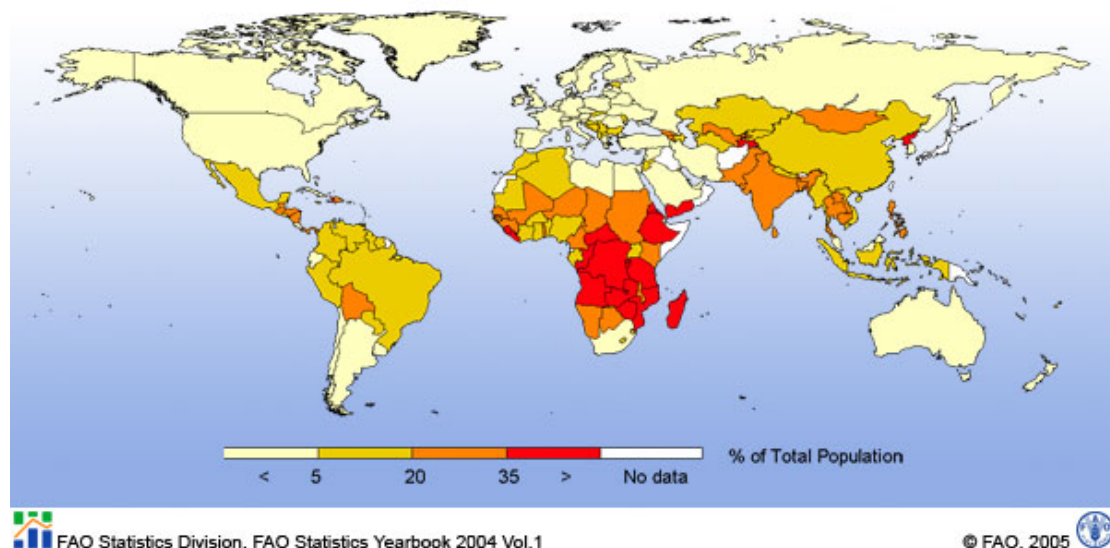 % of Total Population
< 5 20 35 > No data
FAO Statistics Division, FAO Statistics Yearbook 2004 Vol.1
© FAO, 2005